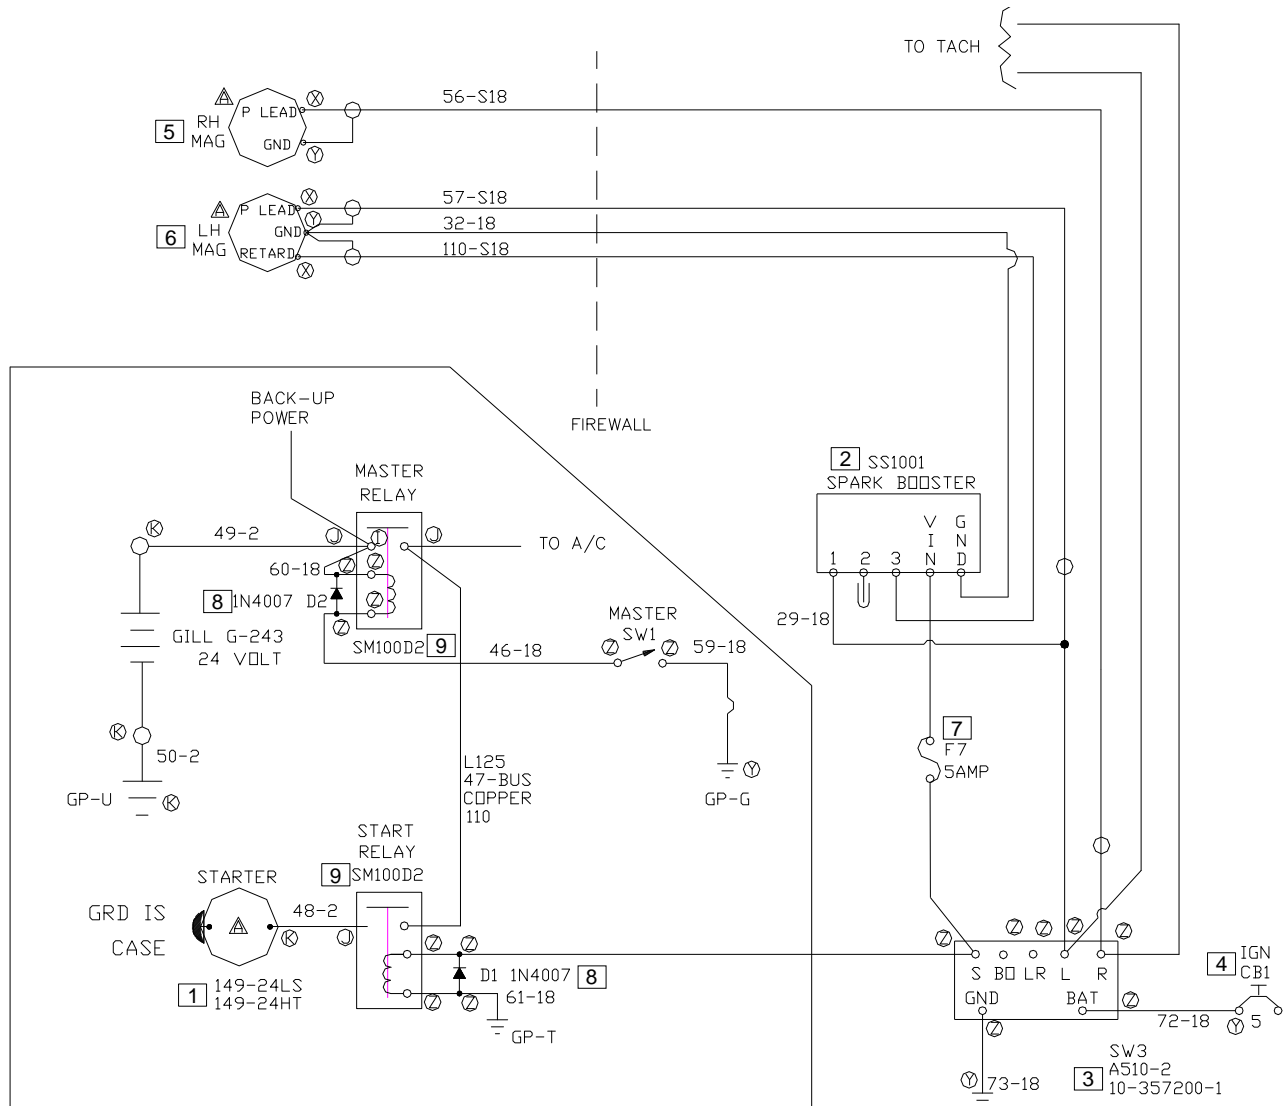 TO TACH
A
X
56-S18
P LEAD
5
RH
MAG
GND
Y
X
57-S18
A
P LEAD
Y
32-18
6
LH
MAG
GND
RETARD
110-S18
X
BACK-UP
POWER
FIREWALL
MASTER
RELAY
2
SS1001
SPARK BOOSTER
VIN
GND
1
2
3
K
49-2
J
I
J
TO A/C
60-18
Z
Z
8
1N4007 D2
Z
Z
MASTER
SW1
29-18
GILL G-243
24 VOLT
SM100D2
9
46-18
Z
Z
59-18
K
50-2
GP-U
K
L125
47-BUS
COPPER
110
Y
GP-G
7
F7
5AMP
START
RELAY
9
SM100D2
STARTER
A
48-2
GRD IS
CASE
K
J
Z
Z
Z
Z
Z
Z
Z
S
BO
LR
L
R
4
IGN
CB1
D1 1N4007
8
1
149-24LS
149-24HT
Z
Z
61-18
GND
BAT
Z
72-18
Y
5
GP-T
Z
SW3
A510-2
10-357200-1
3
Y
73-18